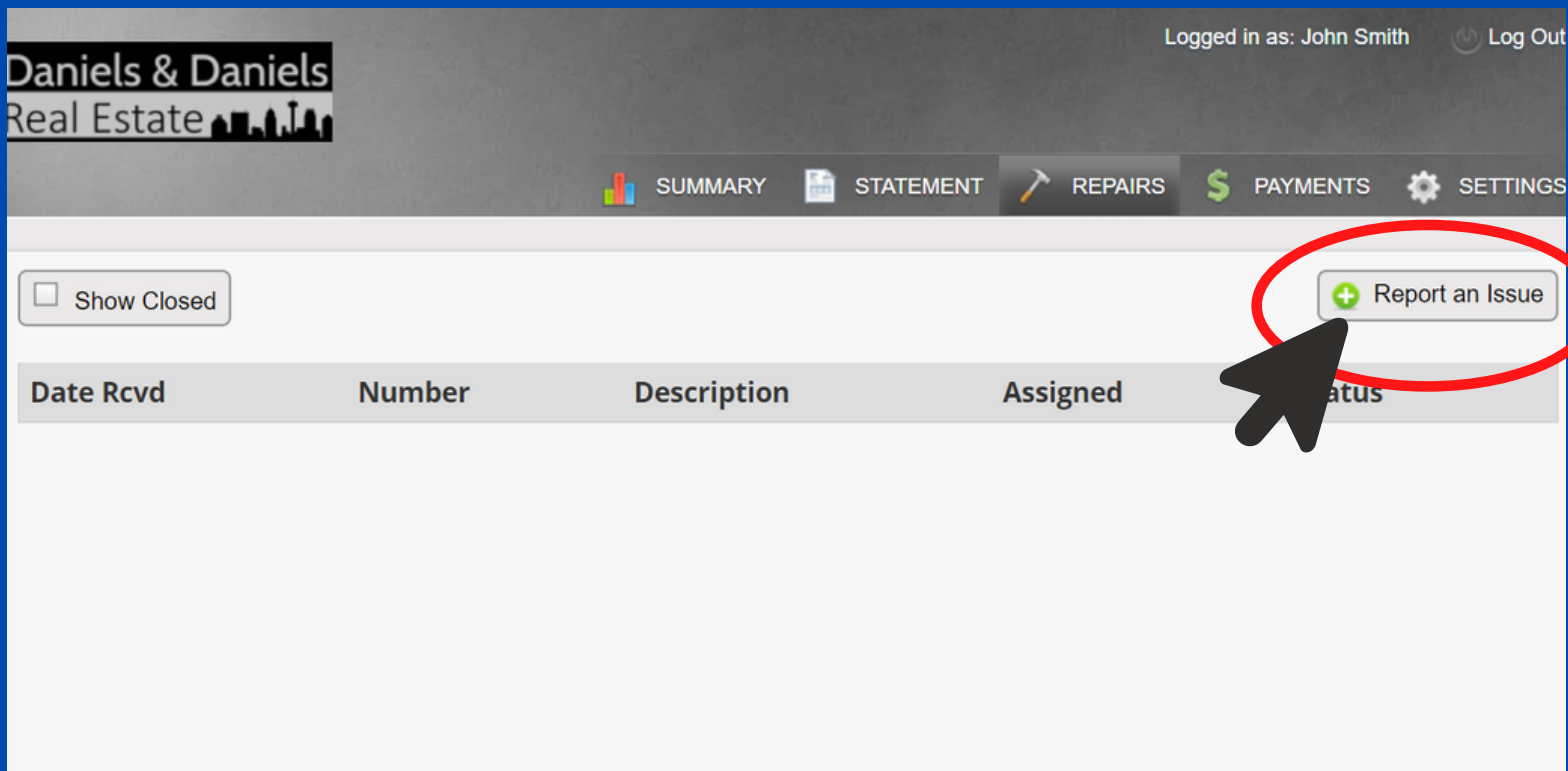 Logged in as: John Smith Log Out
Daniels & Daniels
Real Estate
SUMMARY STATEMENT REPAIRS PAYMENTS SETTINGS
Show Closed Report an Issue
Date Rcvd Number Description Assigned atus